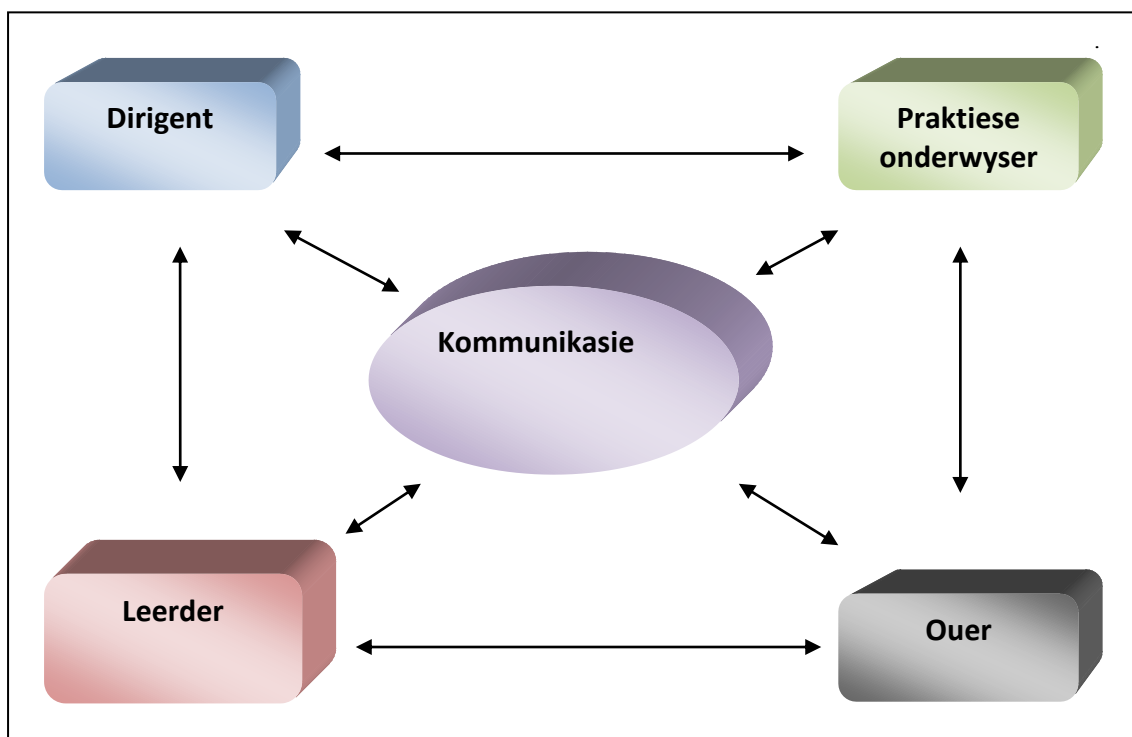 Dirigent
Praktiese
onderwyser
Kommunikasie
Leerder
Ouer